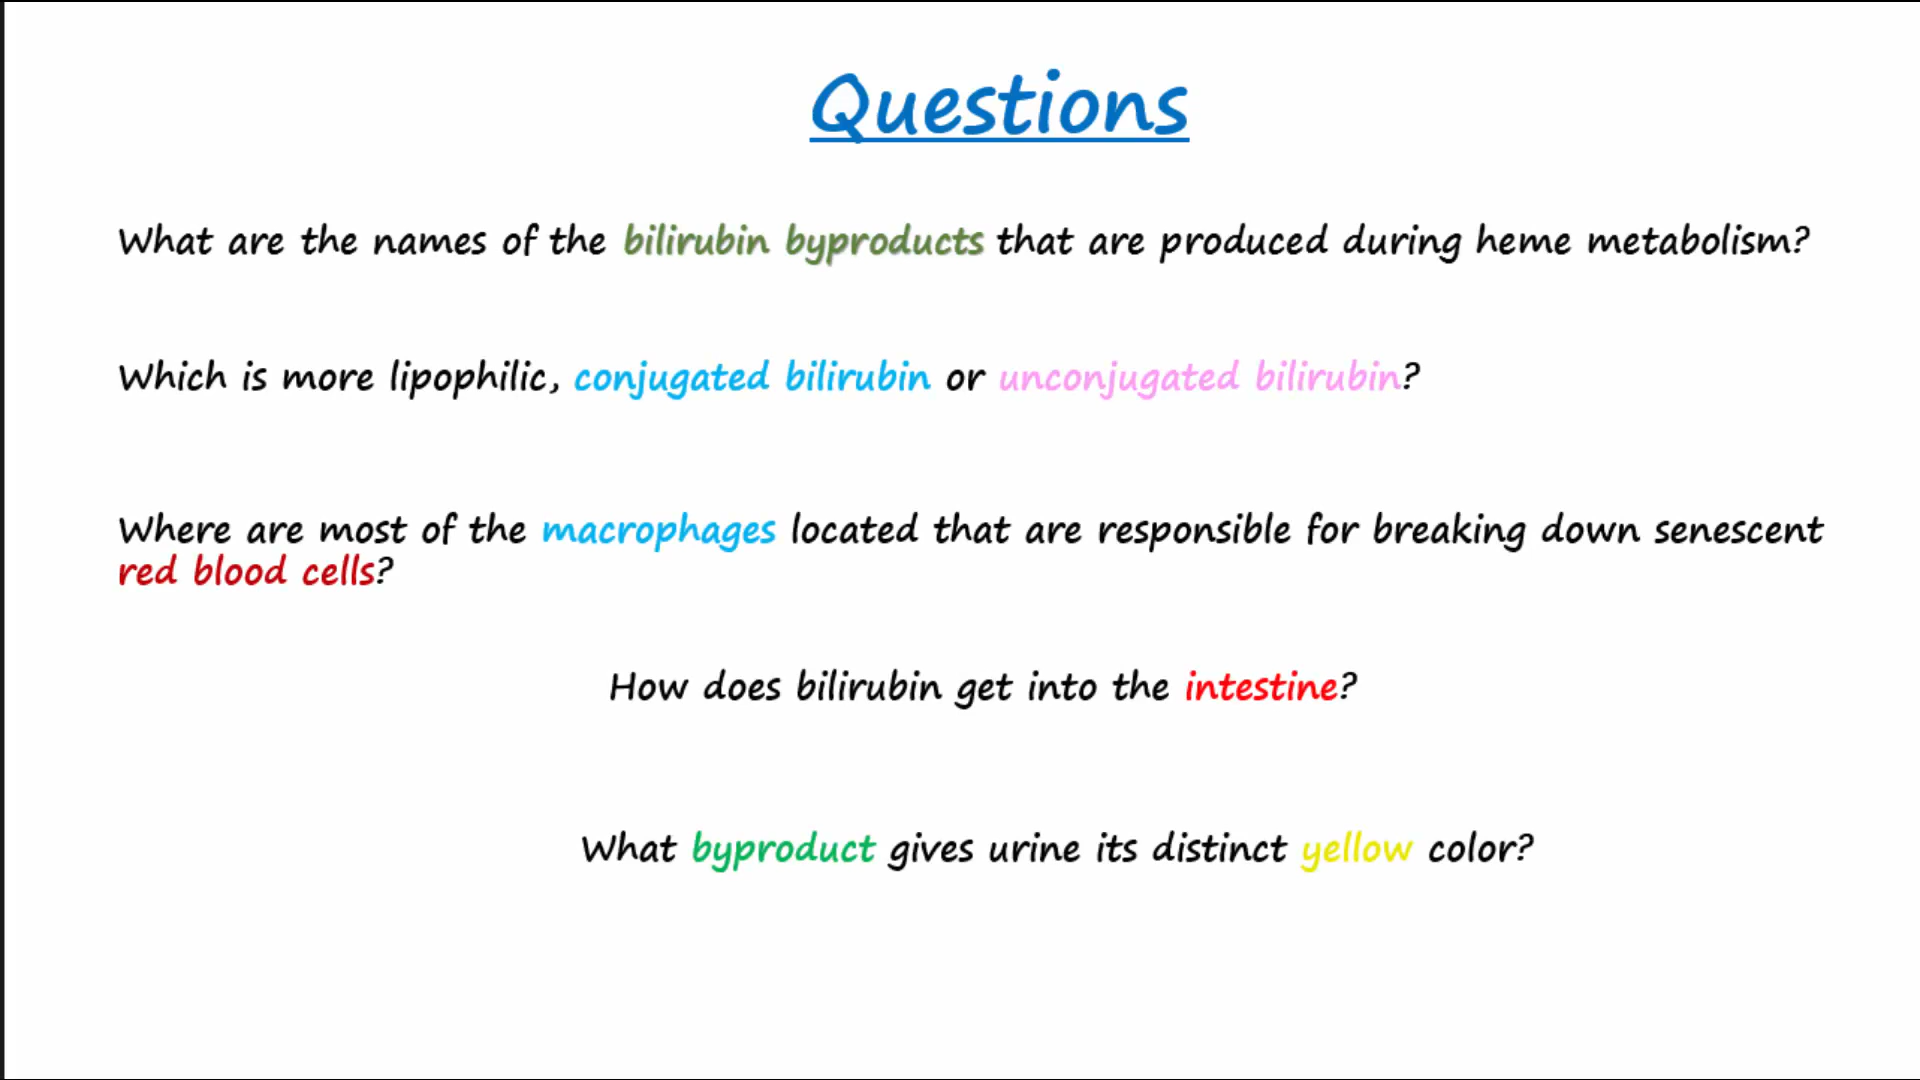 Questions
What are the names of the bilirubin byproducts that are produced during heme metabolism?
Which is more lipophilic, conjugated bilirubin or unconjugated bilirubin?
Where are most of the macrophages located that are responsible for breaking down senescent
red blood cells?
How does bilirubin get into the intestine?
What byproduct gives urine its distinct yellow color?